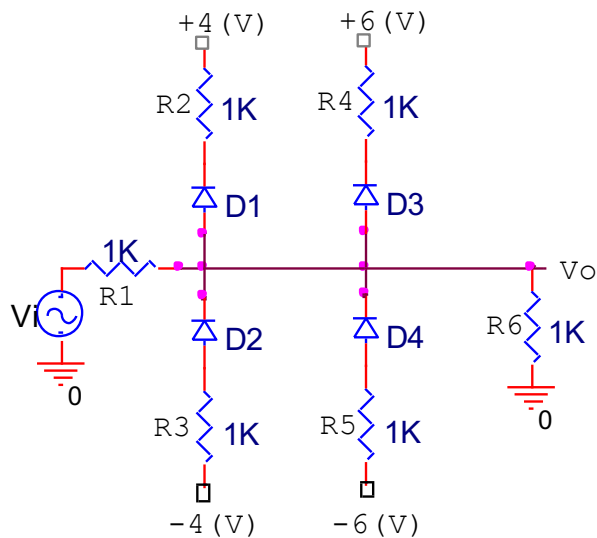 +4 (V)
+6 (V)
R2
1K
R4
1K
D1
D3
1K
R1
Vo
Vi
D2
D4
R6
1K
0
R3
1K
R5
1K
0
-4 (V)
-6 (V)